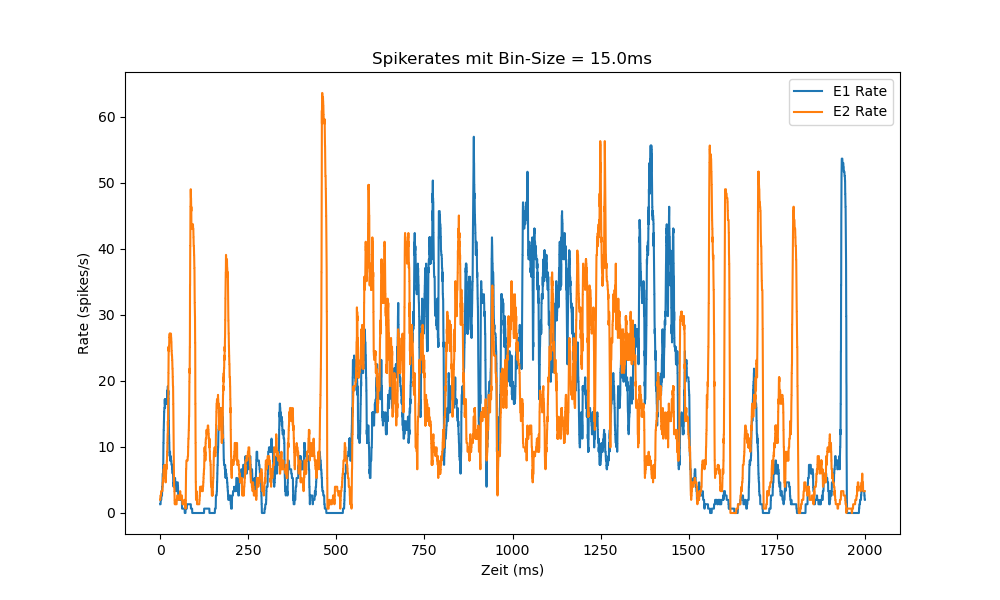 Spikerates mit Bin-Size = 15.0ms
E1 Rate
E2 Rate
60
50
40
30
20
10
0
Rate (spikes/s)
0 250 500 750 1000 1250 1500 1750 2000
Zeit (ms)